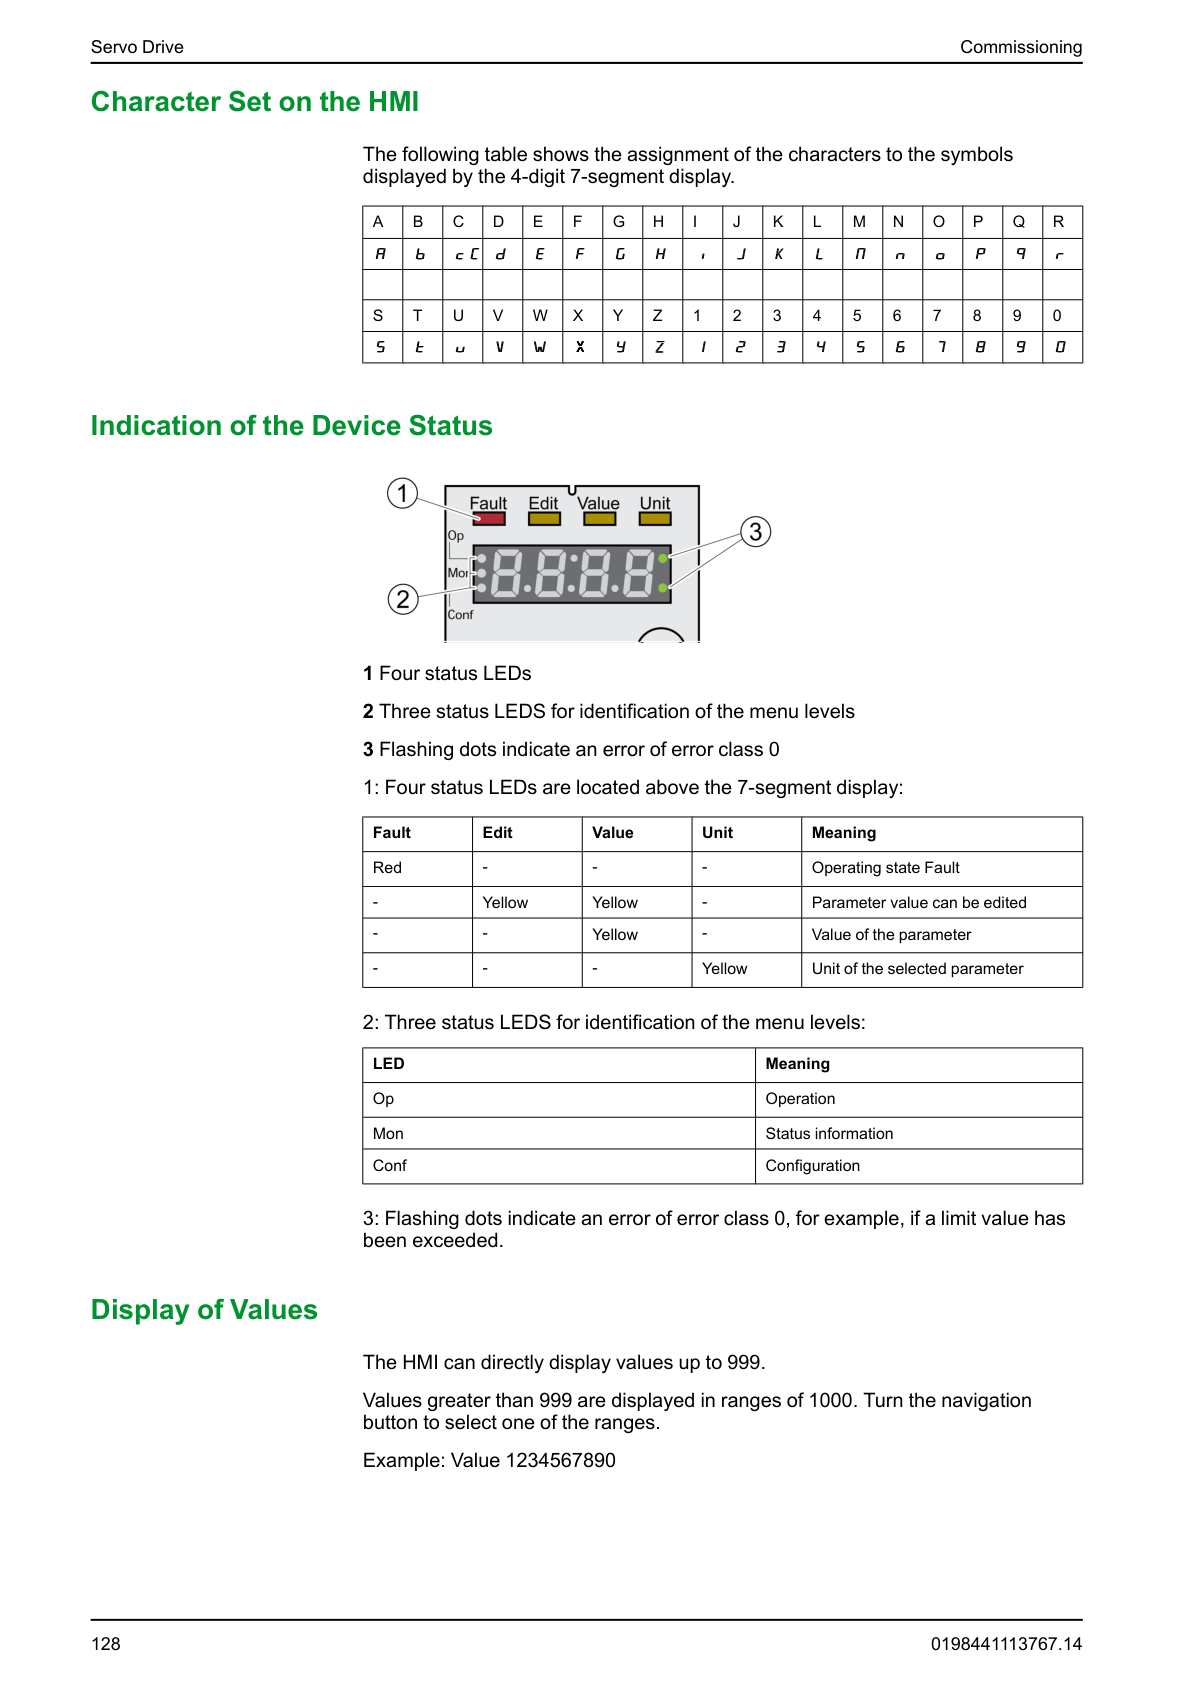 Servo Drive Commissioning
Character Set on the HMI
The following table shows the assignment of the characters to the symbols
displayed by the 4-digit 7-segment display.
A B C D E F G H I J K L M N O P Q R
A b c C d E F G H i J K L M n o P q r
S T U V W X Y Z 1 2 3 4 5 6 7 8 9 0
S t u V W X Y Z 1 2 3 4 5 6 7 8 9 0
Indication of the Device Status
1
Fault Edit Value Unit
3
Op
8.8:8.8
Mon
2
Conf
1 Four status LEDs
2 Three status LEDS for identification of the menu levels
3 Flashing dots indicate an error of error class 0
1: Four status LEDs are located above the 7-segment display:
Fault Edit Value Unit Meaning
Red - - - Operating state Fault
- Yellow Yellow - Parameter value can be edited
- - Yellow - Value of the parameter
- - - Yellow Unit of the selected parameter
2: Three status LEDS for identification of the menu levels:
LED Meaning
Op Operation
Mon Status information
Conf Configuration
3: Flashing dots indicate an error of error class 0, for example, if a limit value has
been exceeded.
Display of Values
The HMI can directly display values up to 999.
Values greater than 999 are displayed in ranges of 1000. Turn the navigation
button to select one of the ranges.
Example: Value 1234567890
128 0198441113767.14